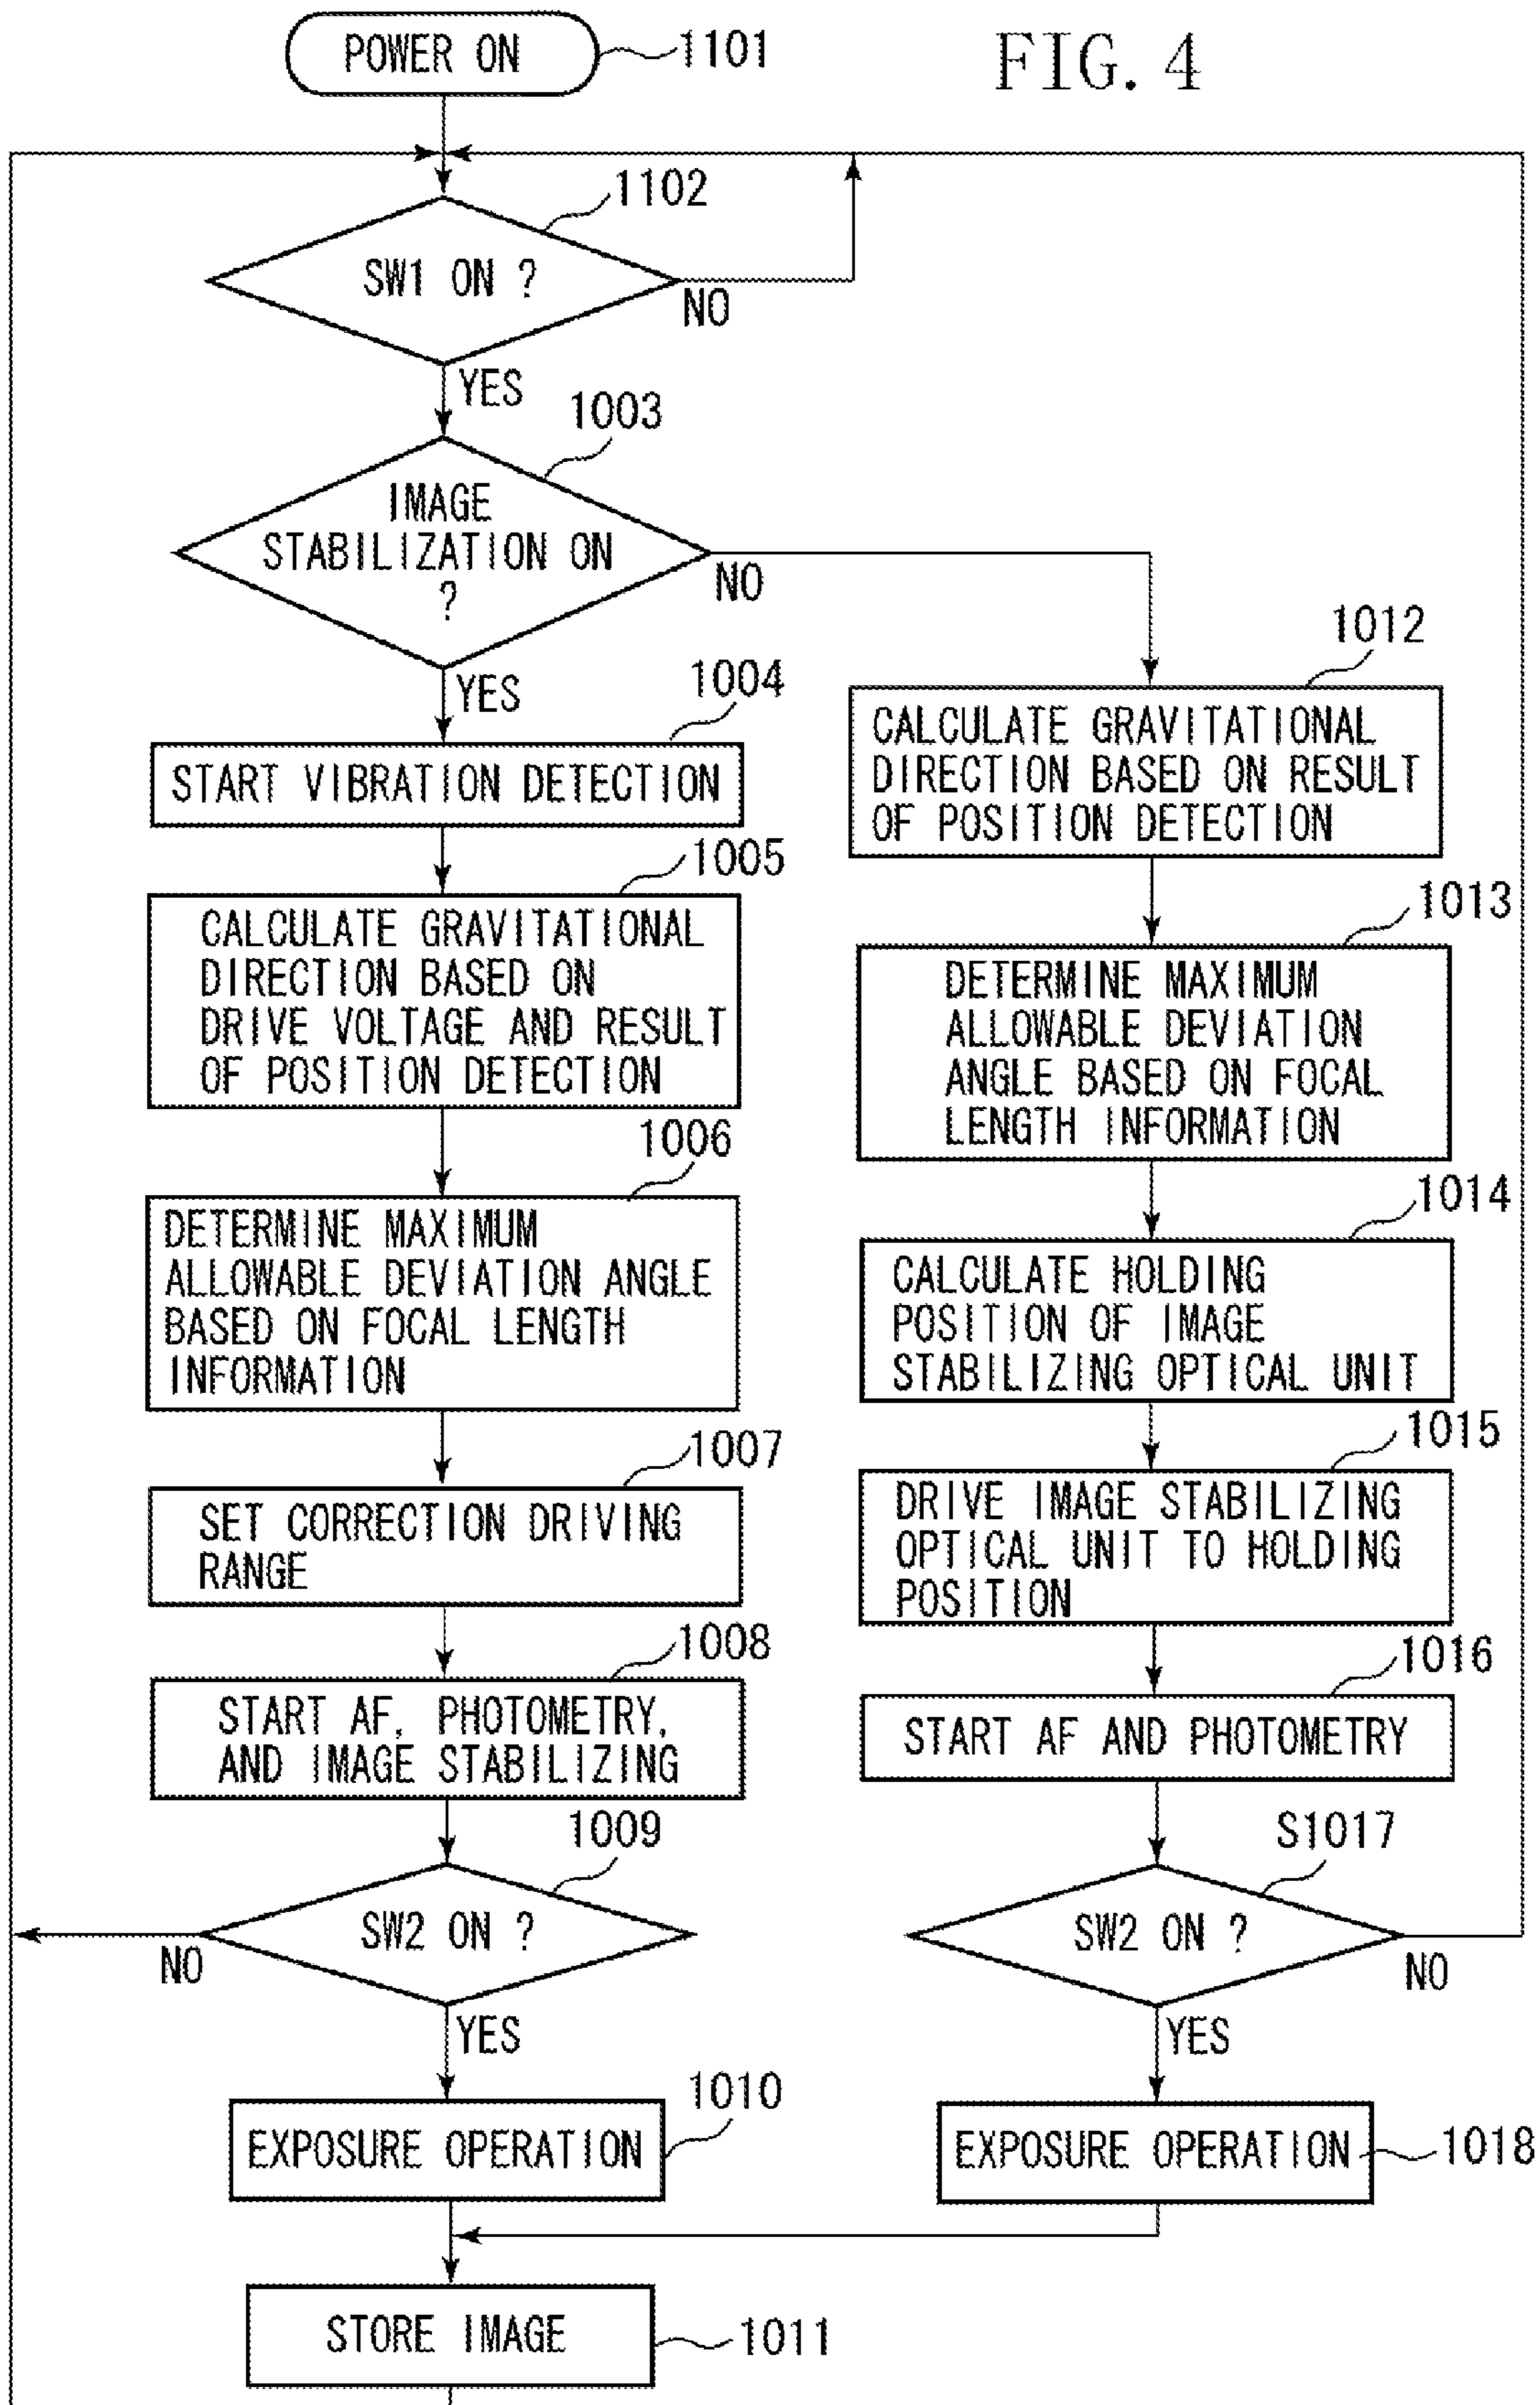 POWER ON
1101
FIG. 4
1102
SW1 ON ?
NO
YES
1003
IMAGE
STABILIZATION ON
?
NO
YES
1004
START VIBRATION DETECTION
1005
CALCULATE GRAVITATIONAL
DIRECTION BASED ON
DRIVE VOLTAGE AND RESULT
OF POSITION DETECTION
1006
DETERMINE MAXIMUM
ALLOWABLE DEVIATION ANGLE
BASED ON FOCAL LENGTH
INFORMATION
1007
SET CORRECTION DRIVING
RANGE
1008
START AF, PHOTOMETRY,
AND IMAGE STABILIZING
1009
SW2 ON ?
NO
YES
1010
EXPOSURE OPERATION
1012
CALCULATE GRAVITATIONAL
DIRECTION BASED ON RESULT
OF POSITION DETECTION
1013
DETERMINE MAXIMUM
ALLOWABLE DEVIATION
ANGLE BASED ON FOCAL
LENGTH INFORMATION
1014
CALCULATE HOLDING
POSITION OF IMAGE
STABILIZING OPTICAL UNIT
1015
DRIVE IMAGE STABILIZING
OPTICAL UNIT TO HOLDING
POSITION
1016
START AF AND PHOTOMETRY
S1017
SW2 ON ?
NO
YES
EXPOSURE OPERATION
1018
STORE IMAGE
1011